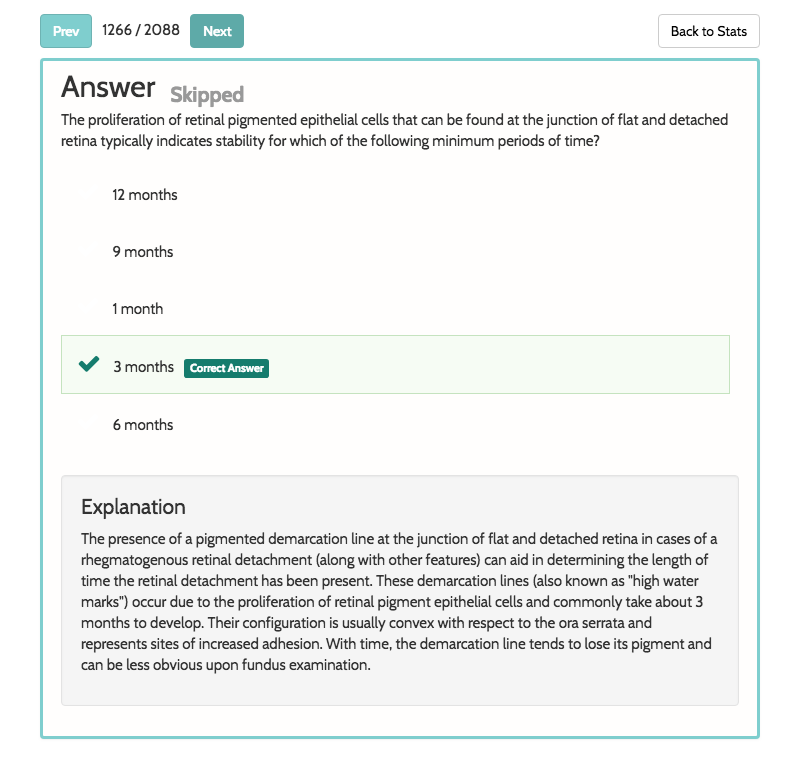 Prev 1266 / 2088 Next Back to Stats
Answer Skipped
The proliferation of retinal pigmented epithelial cells that can be found at the junction of flat and detached
retina typically indicates stability for which of the following minimum periods of time?
12 months
9 months
1 month
3 months Correct Answer
6 months
Explanation
The presence of a pigmented demarcation line at the junction of flat and detached retina in cases of a
rhegmatogenous retinal detachment (along with other features) can aid in determining the length of
time the retinal detachment has been present. These demarcation lines (also known as "high water
marks") occur due to the proliferation of retinal pigment epithelial cells and commonly take about 3
months to develop. Their configuration is usually convex with respect to the ora serrata and
represents sites of increased adhesion. With time, the demarcation line tends to lose its pigment and
can be less obvious upon fundus examination.